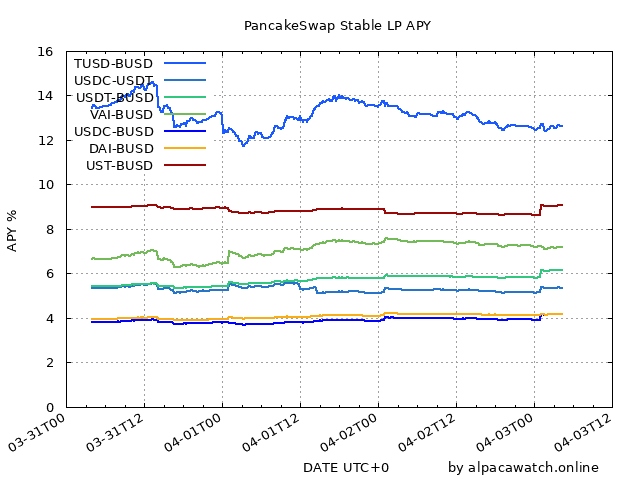 PancakeSwap Stable LP APY
16
14
12
10
8
6
4
2
0
APY %
TUSD-BUSD
USDC-USDT
USDT-BUSD
VAI-BUSD
USDC-BUSD
DAI-BUSD
UST-BUSD
03-31T00
03-31T12
04-01T00
04-01T12
04-02T00
04-02T12
04-03T00
04-03T12
DATE UTC+0
by alpacawatch.online